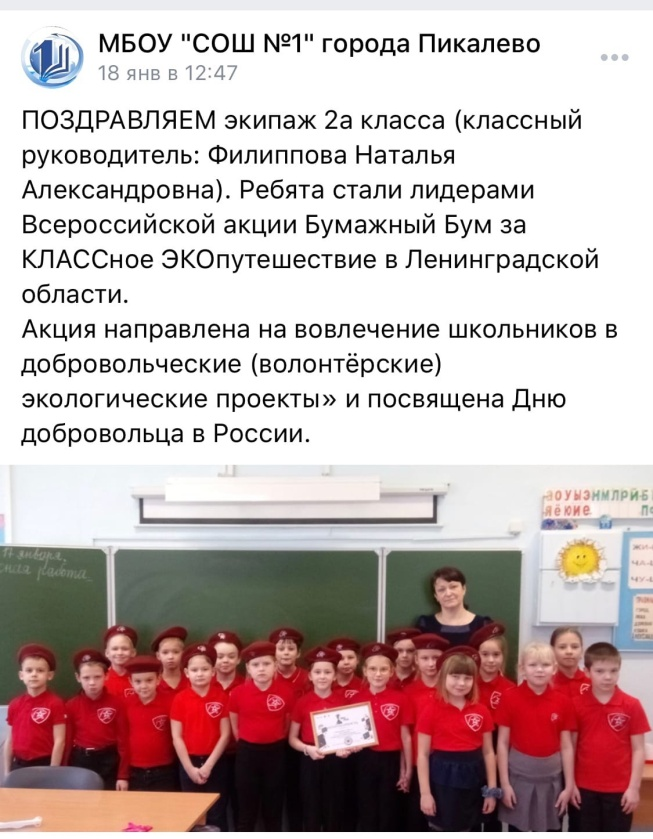 МБОУ "СОШ №1" города Пикалево
18 янв в 12:47
ПОЗДРАВЛЯЕМ экипаж 2а класса (классный
руководитель: Филиппова Наталья
Александровна). Ребята стали лидерами
Всероссийской акции Бумажный Бум за
КЛАССное ЭКОпутешествие в Ленинградской
области.
Акция направлена на вовлечение школьников в
добровольческие (волонтёрские)
экологические проекты» и посвящена Дню
добровольца в России.
17 января,
работа